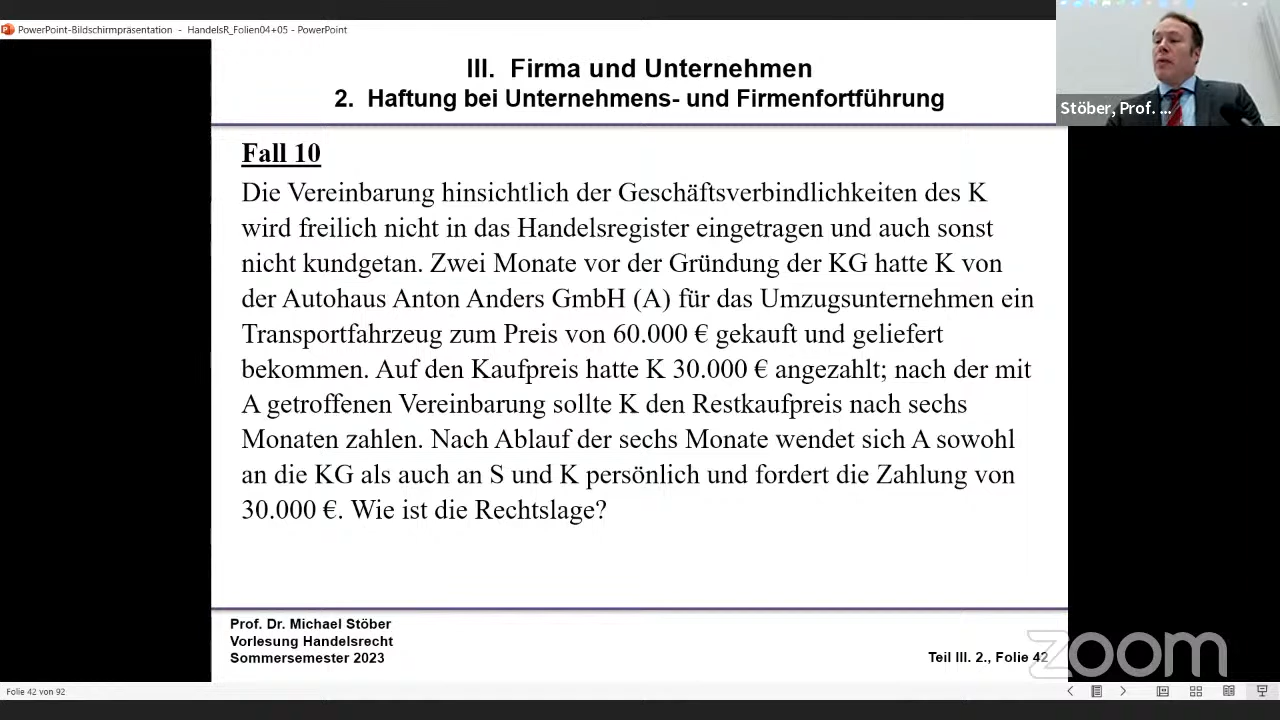 PowerPoint-Bildschirmpräsentation - HandelsR_Folien04+05 - PowerPoint
III. Firma und Unternehmen
2. Haftung bei Unternehmens- und Firmenfortführung
Stöber, Prof. ...
Fall 10
Die Vereinbarung hinsichtlich der Geschäftsverbindlichkeiten des K
wird freilich nicht in das Handelsregister eingetragen und auch sonst
nicht kundgetan. Zwei Monate vor der Gründung der KG hatte K von
der Autohaus Anton Anders GmbH (A) für das Umzugsunternehmen ein
Transportfahrzeug zum Preis von 60.000 € gekauft und geliefert
bekommen. Auf den Kaufpreis hatte K 30.000 € angezahlt; nach der mit
A getroffenen Vereinbarung sollte K den Restkaufpreis nach sechs
Monaten zahlen. Nach Ablauf der sechs Monate wendet sich A sowohl
an die KG als auch an S und K persönlich und fordert die Zahlung von
30.000 €. Wie ist die Rechtslage?
Prof. Dr. Michael Stöber
Vorlesung Handelsrecht
Sommersemester 2023
Teil III. 2., Folie 42
zoom
Folie 42 von 92